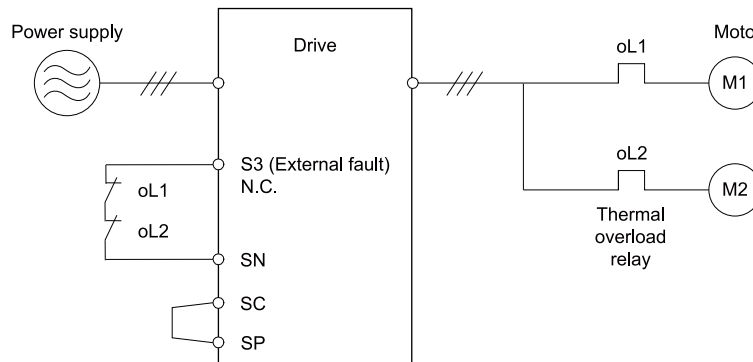 Power supply
Drive
oL1
Moto
M1
S3 (External fault)
N.C.
oL1
oL2
oL2
M2
Thermal
overload
relay
SN
SC
SP